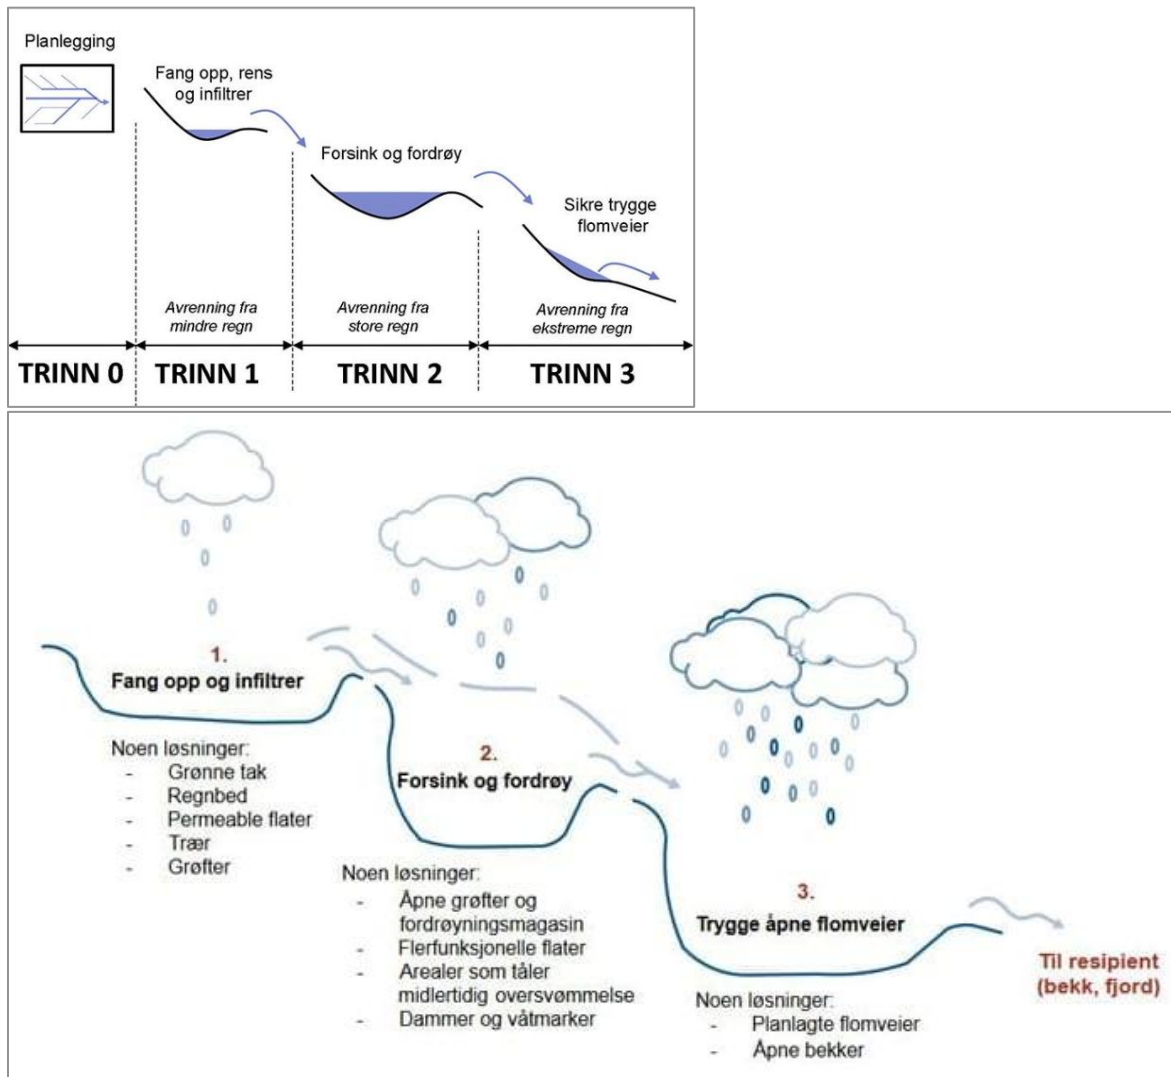 Planlegging
Fang opp, rens
og infiltrer
Forsink og fordrøy
Sikre trygge
flomveier
Avrenning fra
mindre regn
Avrenning fra
store regn
Avrenning fra
ekstreme regn
TRINN 0
TRINN 1
TRINN 2
TRINN 3
1.
Fang opp og infiltrer
Noen løsninger:
- Grønne tak
- Regnbed
- Permeable flater
- Trær
- Grøfter
2.
Forsink og fordrøy
Noen løsninger:
- Åpne grøfter og
fordrøyningsmagasin
- Flerfunksjonelle flater
- Arealer som tåler
midlertidig oversvømmelse
- Dammer og våtmarker
3.
Trygge åpne flomveier
Noen løsninger:
- Planlagte flomveier
- Åpne bekker
Til resipient
(bekk, fjord)